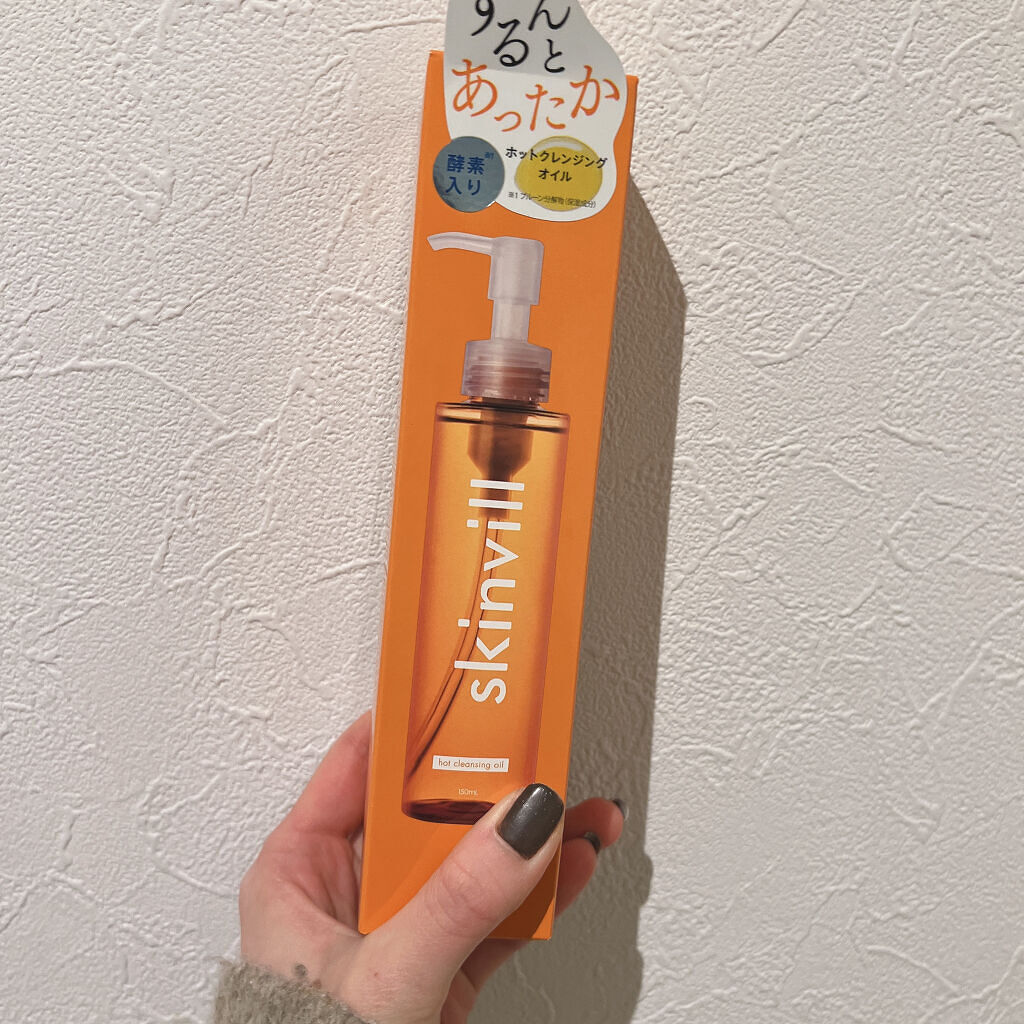 するんと
あったか
酵素※1
入り
ホットクレンジング
オイル
※1 プルーン分解物(保湿成分)
skinvill
hot cleansing oil
150mL